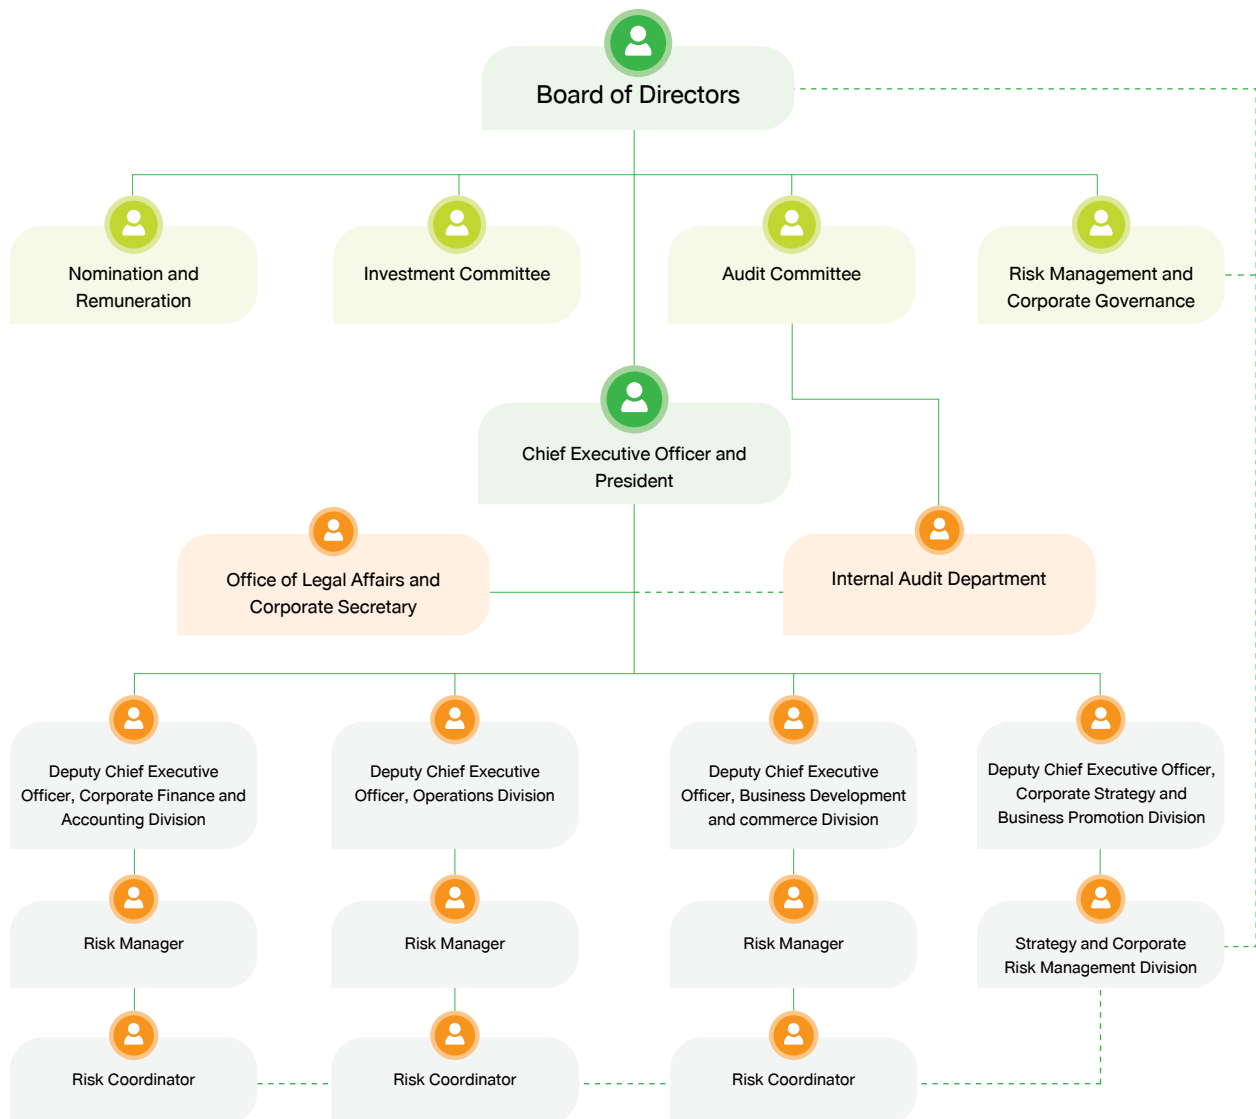 Board of Directors
Nomination and
Remuneration
Investment Committee
Audit Committee
Risk Management and
Corporate Governance
Chief Executive Officer and
President
Office of Legal Affairs and
Corporate Secretary
Internal Audit Department
Deputy Chief Executive
Officer, Corporate Finance and
Accounting Division
Deputy Chief Executive
Officer, Operations Division
Deputy Chief Executive
Officer, Business Development
and commerce Division
Deputy Chief Executive Officer,
Corporate Strategy and
Business Promotion Division
Risk Manager
Risk Manager
Risk Manager
Strategy and Corporate
Risk Management Division
Risk Coordinator
Risk Coordinator
Risk Coordinator